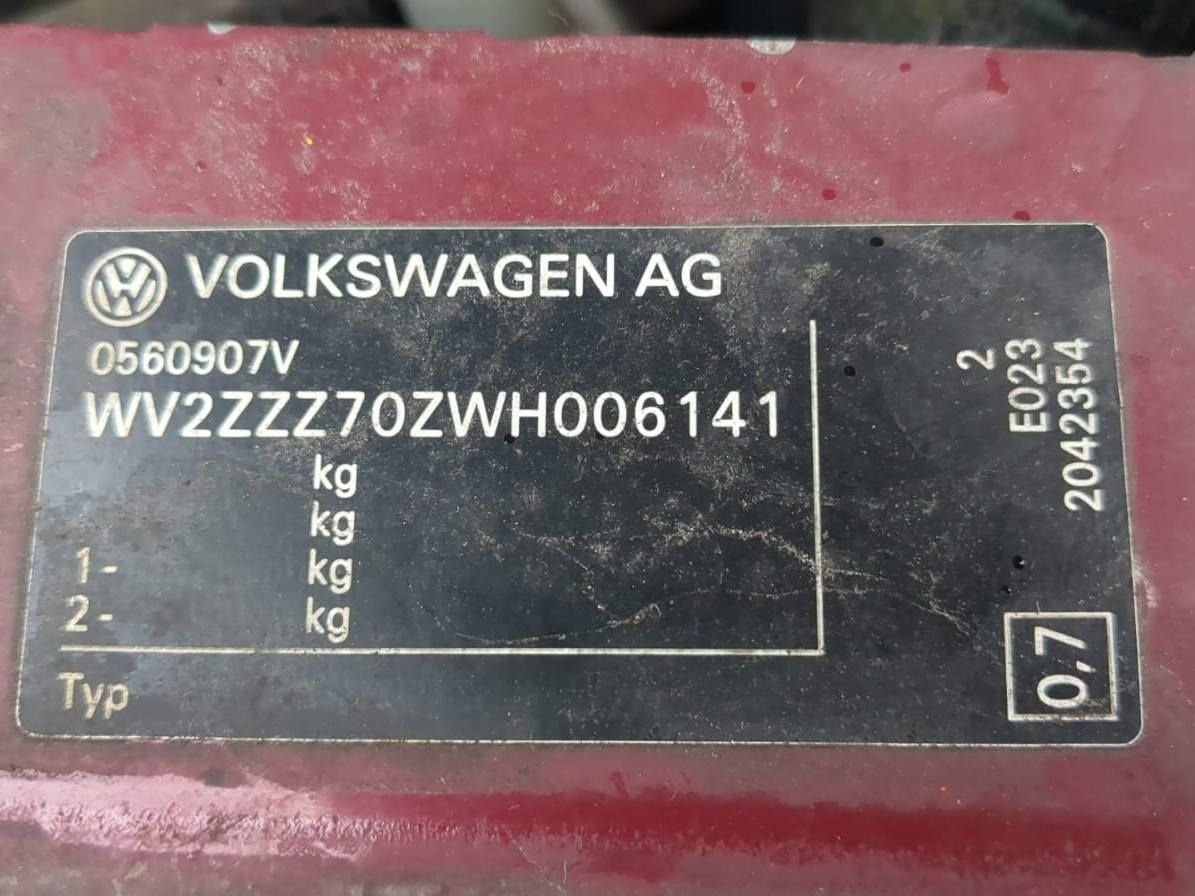 VOLKSWAGEN AG
0560907V
WV2ZZZ70ZWH006141
kg
kg
1- kg
2- kg
Typ
2
E023
2042354
0,7